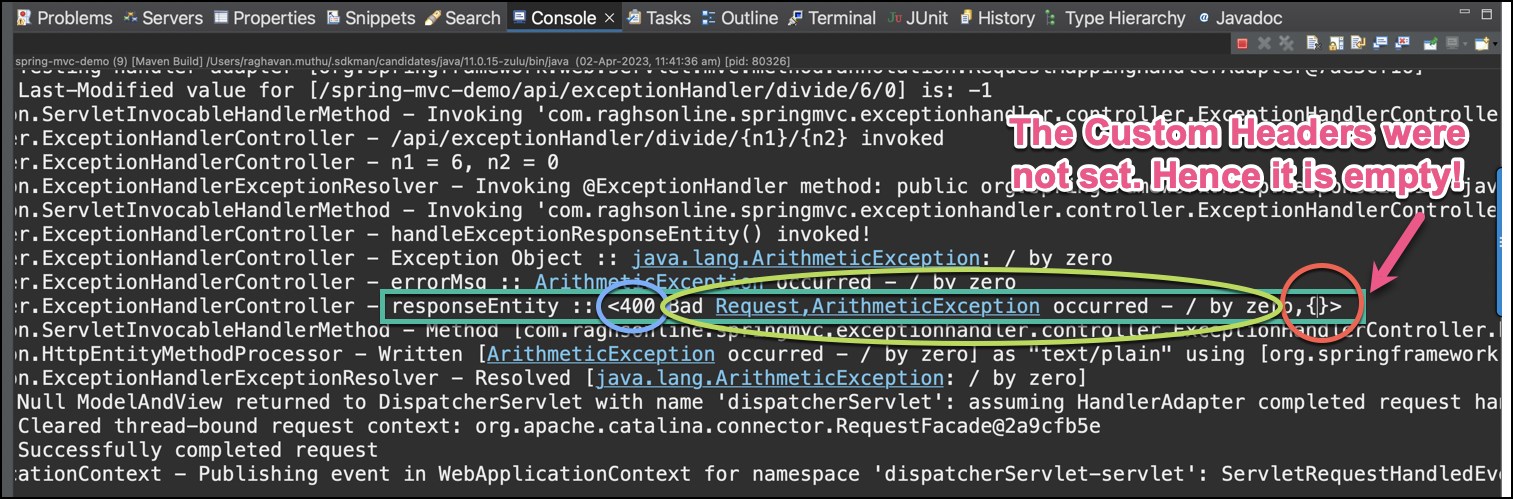 Problems Servers Properties Snippets Search Console Tasks Outline Terminal JUnit History Type Hierarchy Javadoc
spring-mvc-demo (9) [Maven Build] /Users/raghavan.muthu/.sdkman/candidates/java/11.0.15-zulu/bin/java (02-Apr-2023, 11:41:36 am) [pid: 80326]
Last-Modified value for [/spring-mvc-demo/api/exceptionHandler/divide/6/0] is: -1
n.ServletInvocableHandlerMethod - Invoking 'com.raghsonline.springmvc.exceptionhandler.controller.ExceptionHandlerControlle
er.ExceptionHandlerController - /api/exceptionHandler/divide/{n1}/{n2} invoked
er.ExceptionHandlerController - n1 = 6, n2 = 0
The Custom Headers were
not set. Hence it is empty!
on.ExceptionHandlerExceptionResolver - Invoking @ExceptionHandler method: public org
on.ServletInvocableHandlerMethod - Invoking 'com.raghsonline.springmvc.exceptionhandler.controller.ExceptionHandlerControlle
er.ExceptionHandlerController - handleExceptionResponseEntity() invoked!
er.ExceptionHandlerController - Exception Object :: java.lang.ArithmeticException: / by zero
er.ExceptionHandlerController - errorMsg :: ArithmeticException occurred - / by zero
er.ExceptionHandlerController - responseEntity :: <400 Bad Request,ArithmeticException occurred - / by zero,{}>
on.ServletInvocableHandlerMethod - Method [com.raghsonline.springmvc.exceptionhandler.controller.ExceptionHandlerController
on.HttpEntityMethodProcessor - Written [ArithmeticException occurred - / by zero] as "text/plain" using [org.springframework
on.ExceptionHandlerExceptionResolver - Resolved [java.lang.ArithmeticException: / by zero]
Null ModelAndView returned to DispatcherServlet with name 'dispatcherServlet': assuming HandlerAdapter completed request han
Cleared thread-bound request context: org.apache.catalina.connector.RequestFacade@2a9cfb5e
Successfully completed request
cationContext - Publishing event in WebApplicationContext for namespace 'dispatcherServlet-servlet': ServletRequestHandledEve